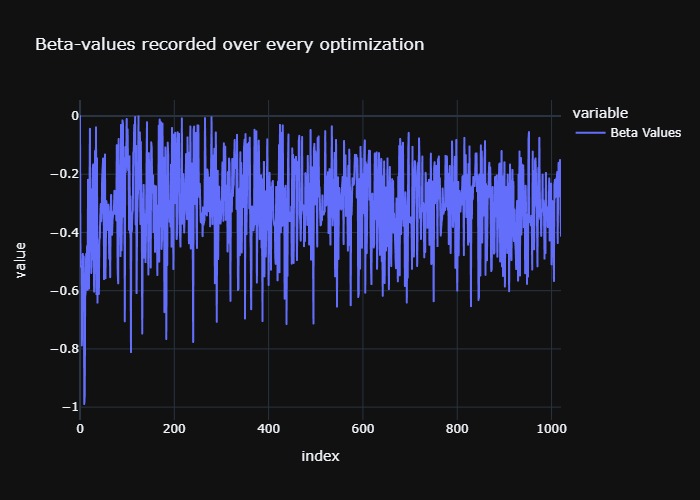 Beta-values recorded over every optimization
variable
Beta Values
value
0
−0.2
−0.4
−0.6
−0.8
−1
0 200 400 600 800 1000
index